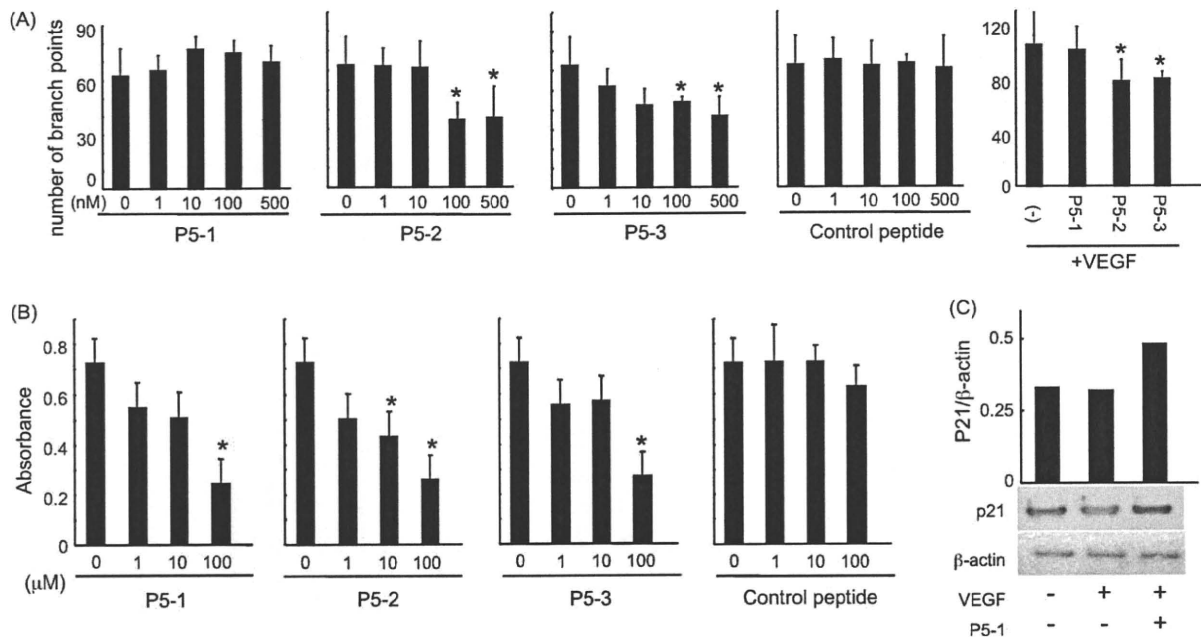 (A)
number of branch points
90
60
30
0
(nM)
0 1 10 100 500
P5-1
* *
0 1 10 100 500
P5-2
* *
0 1 10 100 500
P5-3
0 1 10 100 500
Control peptide
120
80
40
0
* *
(-) P5-1 P5-2 P5-3
+VEGF
(B)
Absorbance
0.8
0.6
0.4
0.2
0
(μM)
*
0 1 10 100
P5-1
* *
0 1 10 100
P5-2
*
0 1 10 100
P5-3
0 1 10 100
Control peptide
(C)
P21/β-actin
0.5
0.25
0
p21
β-actin
VEGF - + +
P5-1 - - +